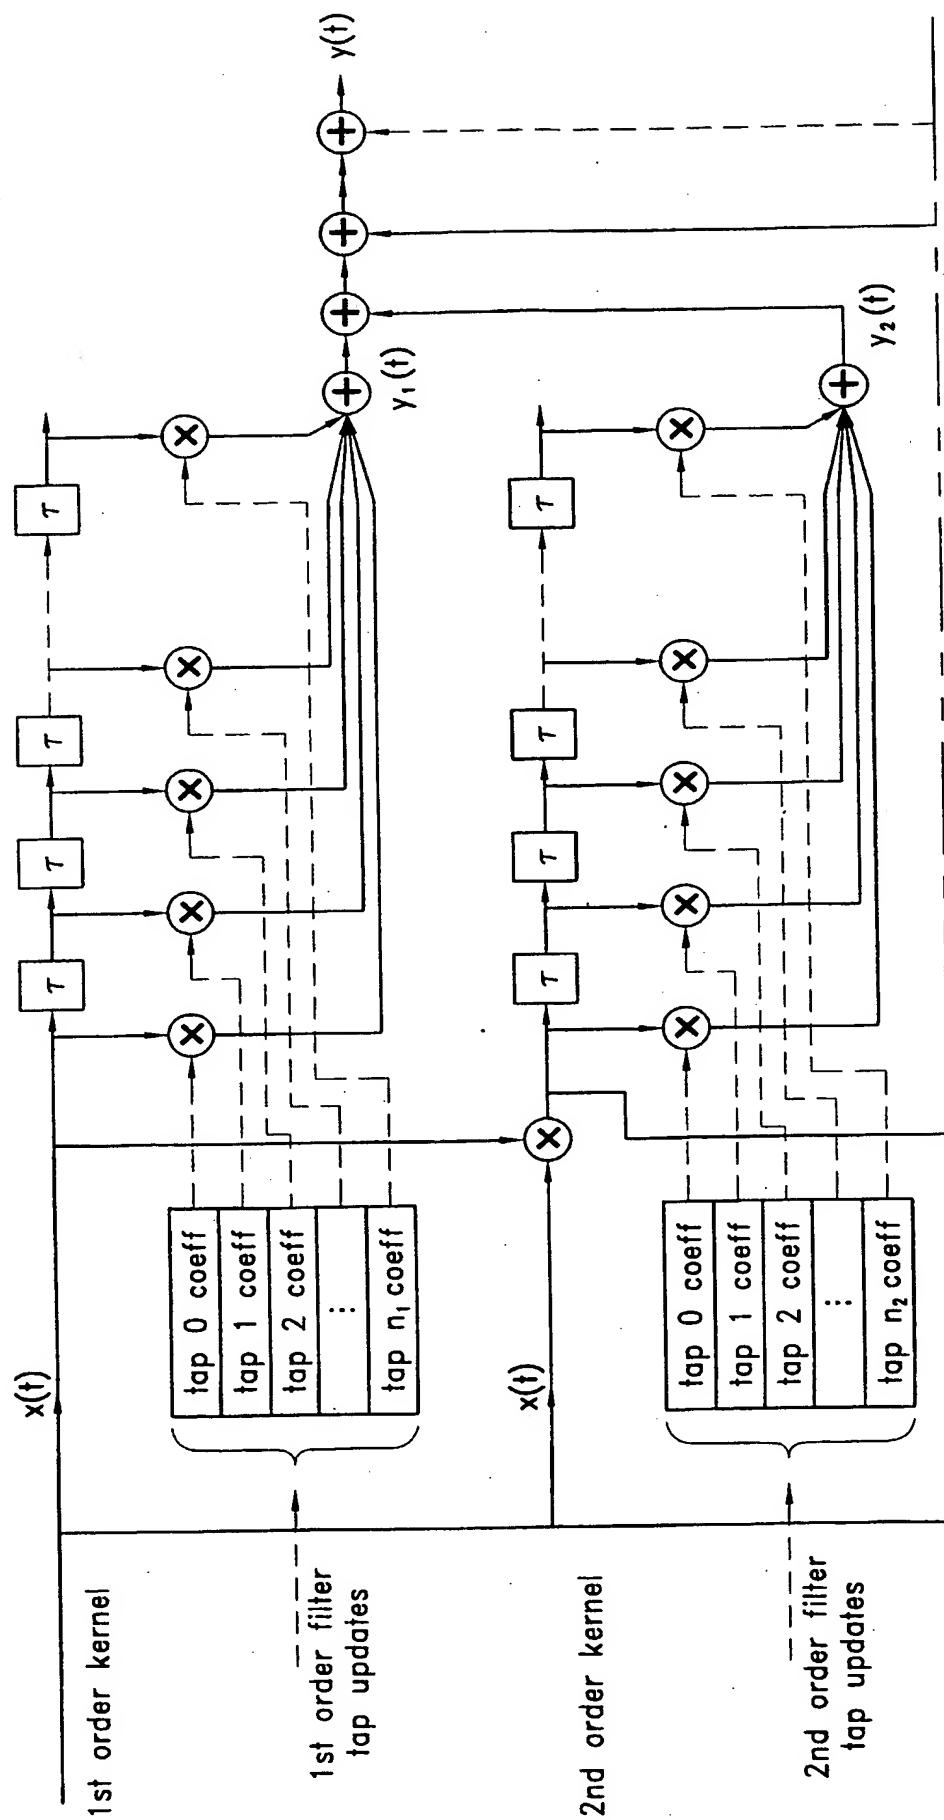 1st order kernel
x(t)
τ
τ
τ
τ
×
×
×
×
×
tap 0 coeff
tap 1 coeff
tap 2 coeff
...
tap n₁ coeff
1st order filter
tap updates
+
y₁(t)
+
+
+
y(t)
2nd order kernel
x(t)
×
τ
τ
τ
τ
×
×
×
×
×
tap 0 coeff
tap 1 coeff
tap 2 coeff
...
tap n₂ coeff
2nd order filter
tap updates
+
y₂(t)